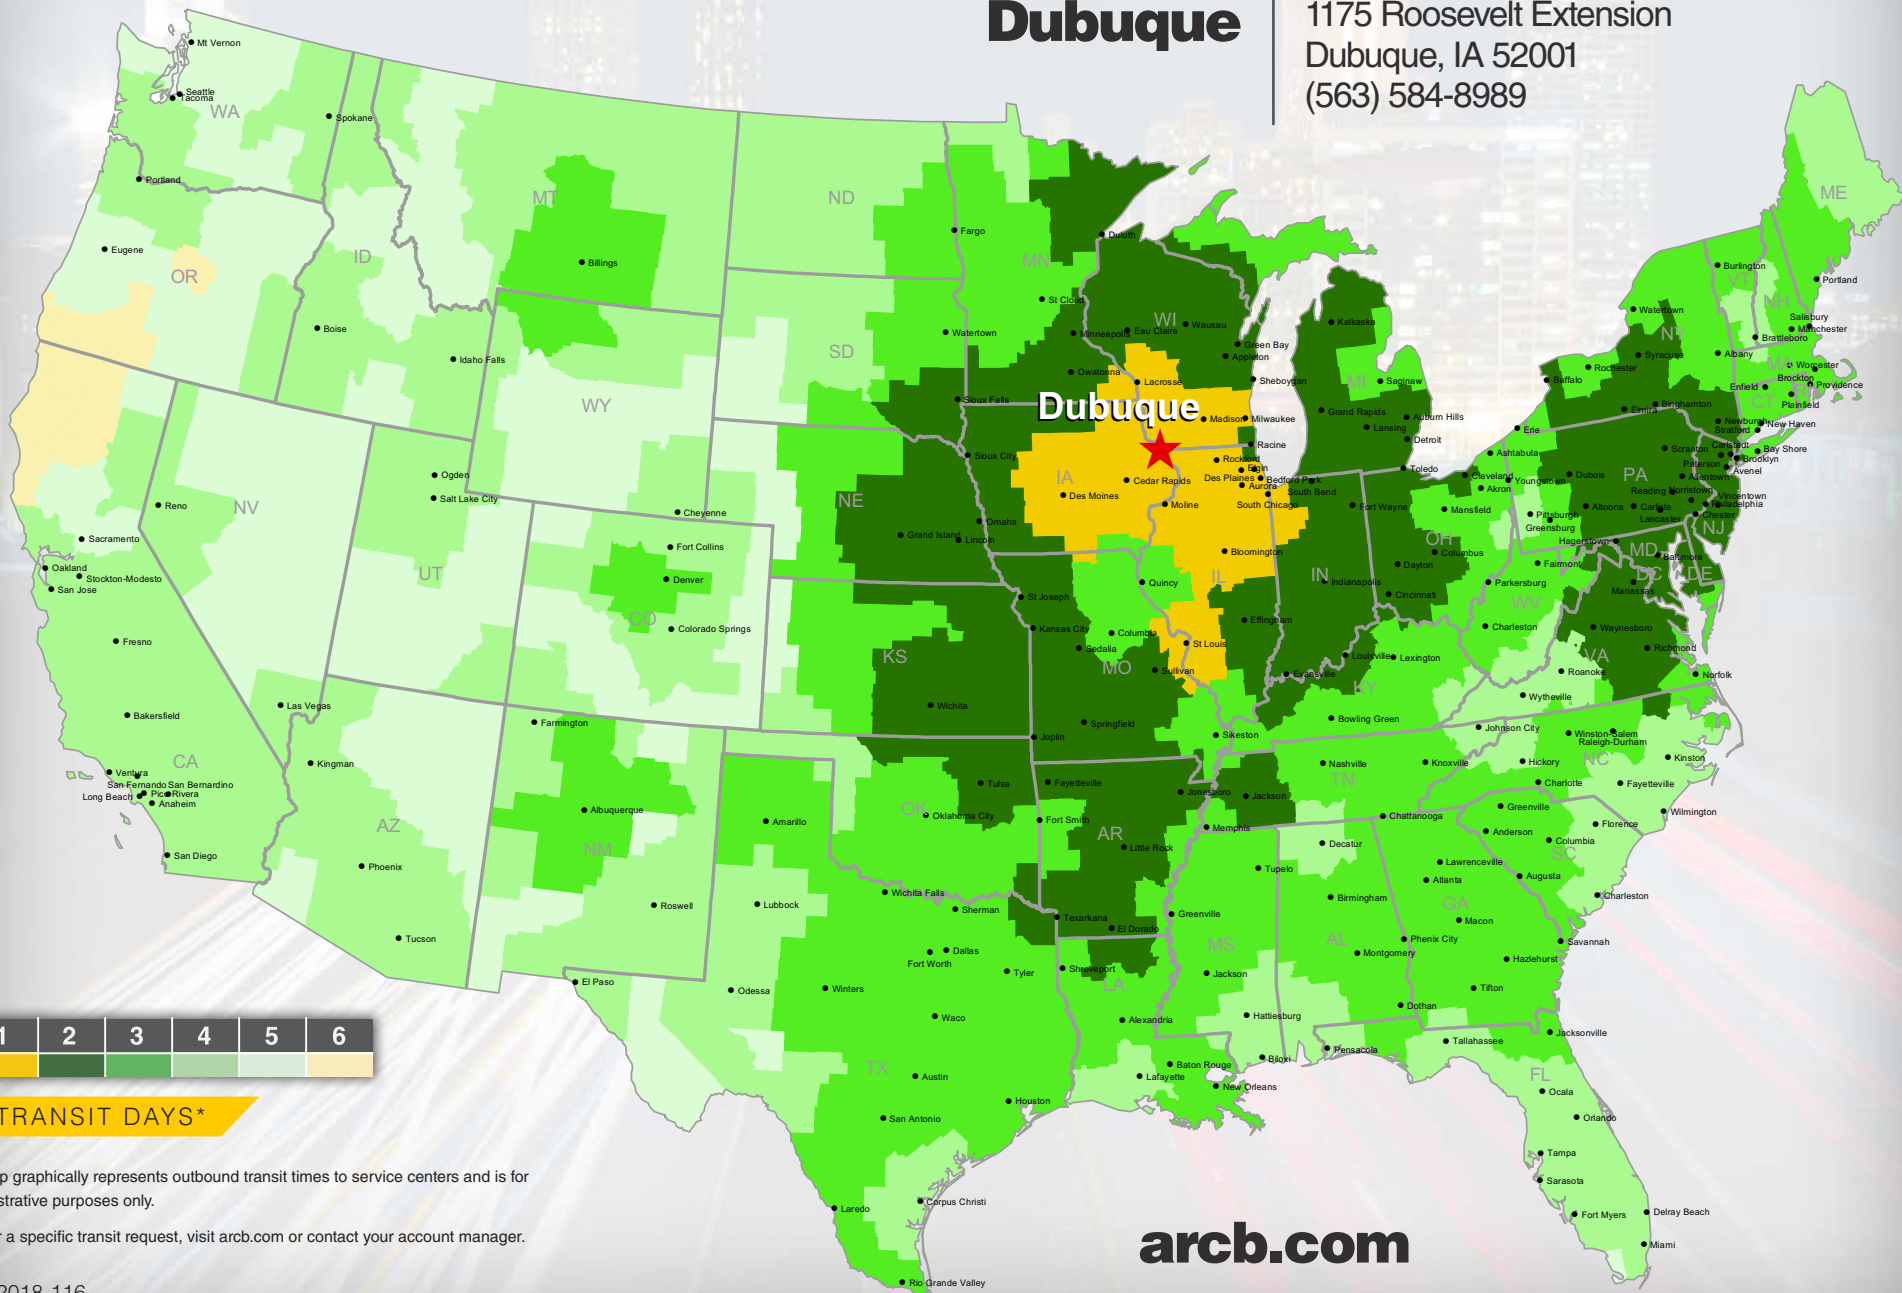 Dubuque
1175 Roosevelt Extension
Dubuque, IA 52001
(563) 584-8989
Mt Vernon
Seattle
Tacoma
WA
Spokane
Portland
Eugene
OR
ID
Boise
Idaho Falls
MT
Billings
ND
Fargo
MN
Duluth
St Cloud
Watertown
Minneapolis
Eau Claire
WI
Wausau
Green Bay
Appleton
Owatonna
Lacrosse
Sheboygan
SD
Sioux Falls
Dubuque
Madison
Milwaukee
Racine
Rockford
Elgin
Des Plaines
Bedford Park
Aurora
South Chicago
South Bend
Kalkaska
MI
Saginaw
Grand Rapids
Auburn Hills
Lansing
Detroit
Toledo
WY
Cheyenne
Ogden
Salt Lake City
UT
NV
Reno
Sacramento
Oakland
Stockton-Modesto
San Jose
Fresno
Bakersfield
CA
Ventura
San Fernando
San Bernardino
Long Beach
Pico Rivera
Anaheim
San Diego
Las Vegas
Kingman
AZ
Phoenix
Tucson
Fort Collins
Denver
CO
Colorado Springs
Farmington
Albuquerque
NM
Roswell
NE
Sioux City
Omaha
Grand Island
Lincoln
IA
Des Moines
Cedar Rapids
Moline
Bloomington
IL
Quincy
Effingham
St Louis
St Joseph
Kansas City
Columbia
Sedalia
MO
Sullivan
Springfield
Joplin
Sikeston
KS
Wichita
Tulsa
OK
Oklahoma City
Fayetteville
Fort Smith
AR
Jonesboro
Little Rock
Texarkana
El Dorado
Amarillo
Lubbock
Wichita Falls
Sherman
Dallas
Fort Worth
Tyler
El Paso
Odessa
Winters
Waco
TX
Austin
Houston
San Antonio
Corpus Christi
Laredo
Rio Grande Valley
Shreveport
LA
Alexandria
Baton Rouge
Lafayette
New Orleans
Greenville
MS
Jackson
Hattiesburg
Biloxi
Tupelo
Memphis
Jackson
Nashville
TN
Knoxville
Chattanooga
Johnson City
Decatur
Birmingham
AL
Montgomery
Phenix City
Dothan
Pensacola
Lawrenceville
Atlanta
GA
Macon
Augusta
Savannah
Hazlehurst
Tifton
Tallahassee
Jacksonville
FL
Ocala
Orlando
Tampa
Sarasota
Fort Myers
Delray Beach
Miami
IN
Fort Wayne
Indianapolis
Evansville
Louisville
Lexington
KY
Bowling Green
OH
Cleveland
Akron
Ashtabula
Youngstown
Mansfield
Columbus
Dayton
Cincinnati
Parkersburg
WV
Charleston
Fairmont
Erie
Dubois
PA
Pittsburgh
Greensburg
Altoona
Carlisle
Lancaster
Reading
Norristown
Allentown
Scranton
Philadelphia
Chester
Vincentown
NJ
Hagerstown
MD
Baltimore
DC
DE
Manassas
Waynesboro
VA
Richmond
Roanoke
Norfolk
Wytheville
Winston-Salem
Raleigh-Durham
NC
Hickory
Charlotte
Kinston
Fayetteville
Wilmington
Greenville
Anderson
Florence
Columbia
SC
Charleston
Buffalo
Rochester
Syracuse
Watertown
NY
Elmira
Binghamton
Albany
Newburgh
Stratford
New Haven
Carlstadt
Bay Shore
Paterson
Brooklyn
Avenel
Burlington
VT
NH
ME
Portland
Salisbury
Manchester
Brattleboro
MA
Worcester
Brockton
Providence
Enfield
Plainfield
CT
1 2 3 4 5 6
TRANSIT DAYS*
p graphically represents outbound transit times to service centers and is for
strative purposes only.
r a specific transit request, visit arcb.com or contact your account manager.
arcb.com